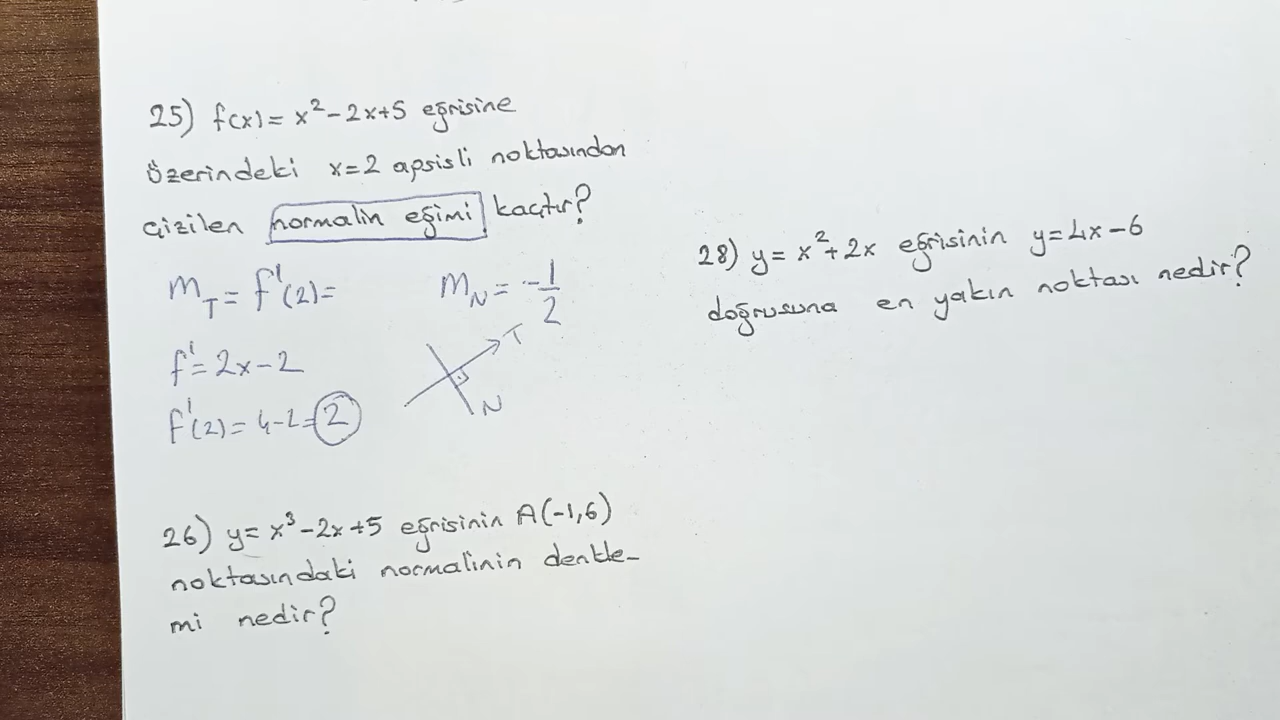 25) f(x) = x² - 2x+5 eğrisine
üzerindeki x=2 apsisli noktasından
çizilen normalin eğimi kaçtır?
m_T = f'(2) =
m_N = -1/2
f' = 2x - 2
f'(2) = 4-2 = 2
T
N
26) y = x³ - 2x + 5 eğrisinin A(-1,6)
noktasındaki normalinin denkle-
mi nedir?
28) y = x² + 2x eğrisinin y = 4x - 6
doğrusuna en yakın noktası nedir?